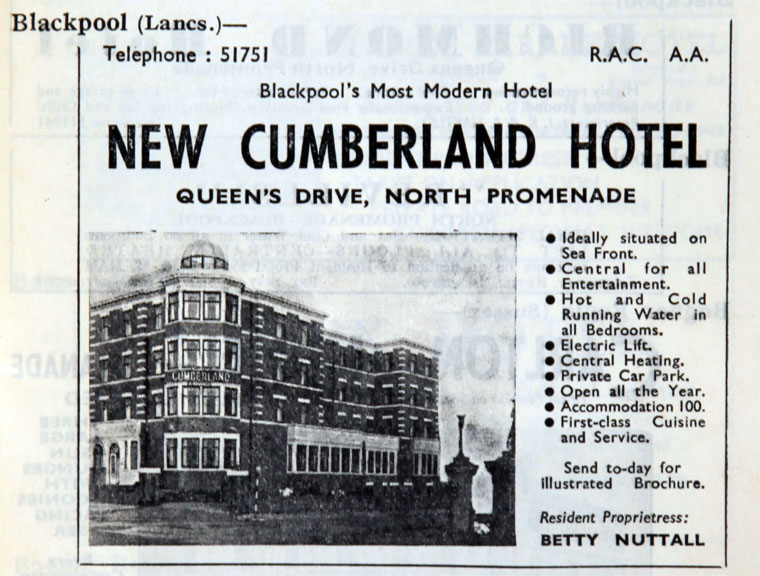 Blackpool (Lancs.)—
Telephone : 51751
R.A.C. A.A.
Blackpool's Most Modern Hotel
NEW CUMBERLAND HOTEL
QUEEN'S DRIVE, NORTH PROMENADE
CUMBERLAND
● Ideally situated on
Sea Front.
● Central for all
Entertainment.
● Hot and Cold
Running Water in
all Bedrooms.
● Electric Lift.
● Central Heating.
● Private Car Park.
● Open all the Year.
● Accommodation 100.
● First-class Cuisine
and Service.
Send to-day for
illustrated Brochure.
Resident Proprietress:
BETTY NUTTALL